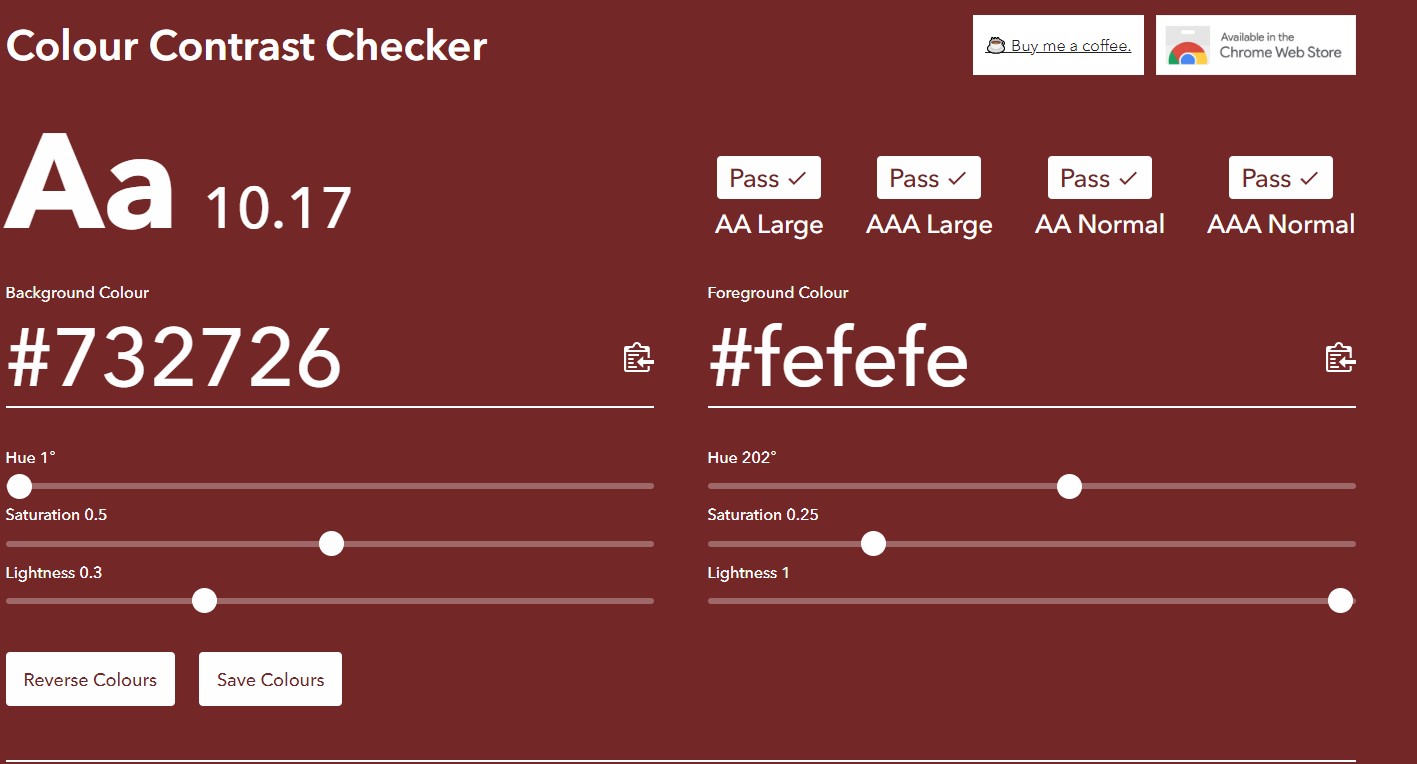 Colour Contrast Checker
Buy me a coffee.
Available in the
Chrome Web Store
Aa 10.17
Pass
Pass
Pass
Pass
AA Large
AAA Large
AA Normal
AAA Normal
Background Colour
#732726
Foreground Colour
#fefefe
Hue 1°
Saturation 0.5
Lightness 0.3
Hue 202°
Saturation 0.25
Lightness 1
Reverse Colours
Save Colours